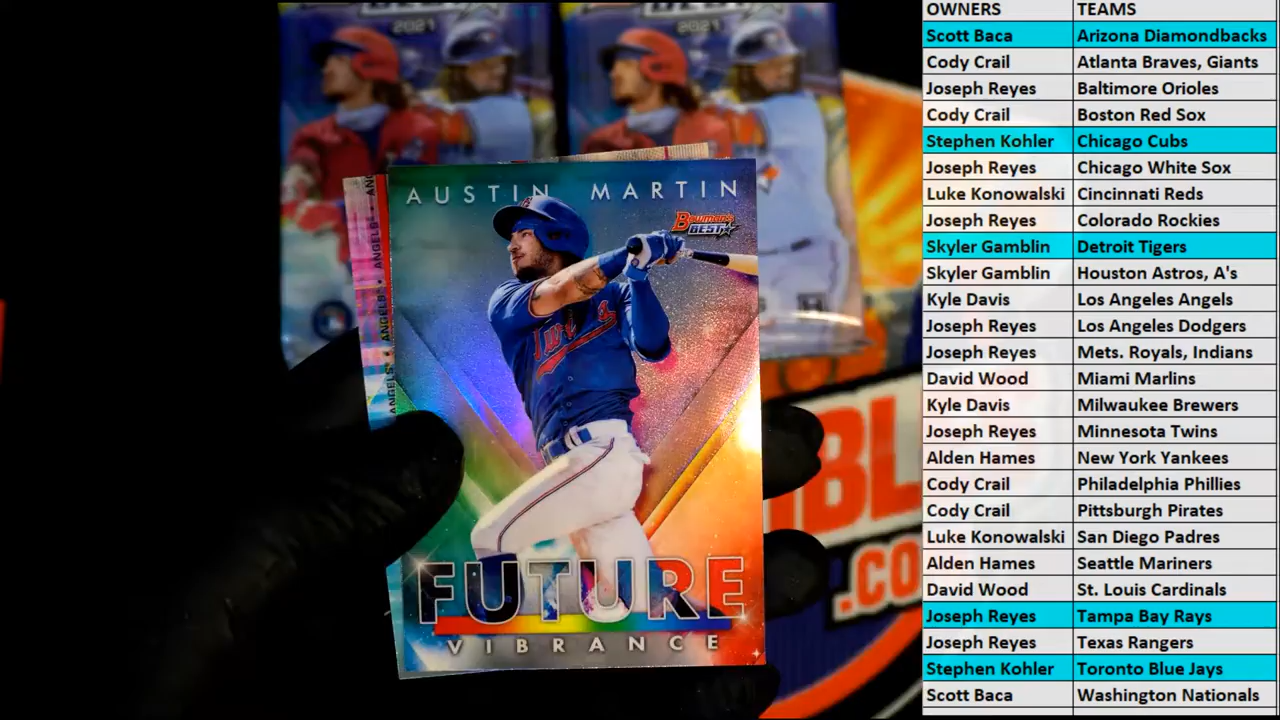 2021
2021
AUSTIN MARTIN
Bowman's
BEST
Twins
FUTURE
VIBRANCE
ANGELS • ANGELS • ANGELS
IBL
.CO
OWNERS TEAMS
Scott Baca Arizona Diamondbacks
Cody Crail Atlanta Braves, Giants
Joseph Reyes Baltimore Orioles
Cody Crail Boston Red Sox
Stephen Kohler Chicago Cubs
Joseph Reyes Chicago White Sox
Luke Konowalski Cincinnati Reds
Joseph Reyes Colorado Rockies
Skyler Gamblin Detroit Tigers
Skyler Gamblin Houston Astros, A's
Kyle Davis Los Angeles Angels
Joseph Reyes Los Angeles Dodgers
Joseph Reyes Mets. Royals, Indians
David Wood Miami Marlins
Kyle Davis Milwaukee Brewers
Joseph Reyes Minnesota Twins
Alden Hames New York Yankees
Cody Crail Philadelphia Phillies
Cody Crail Pittsburgh Pirates
Luke Konowalski San Diego Padres
Alden Hames Seattle Mariners
David Wood St. Louis Cardinals
Joseph Reyes Tampa Bay Rays
Joseph Reyes Texas Rangers
Stephen Kohler Toronto Blue Jays
Scott Baca Washington Nationals